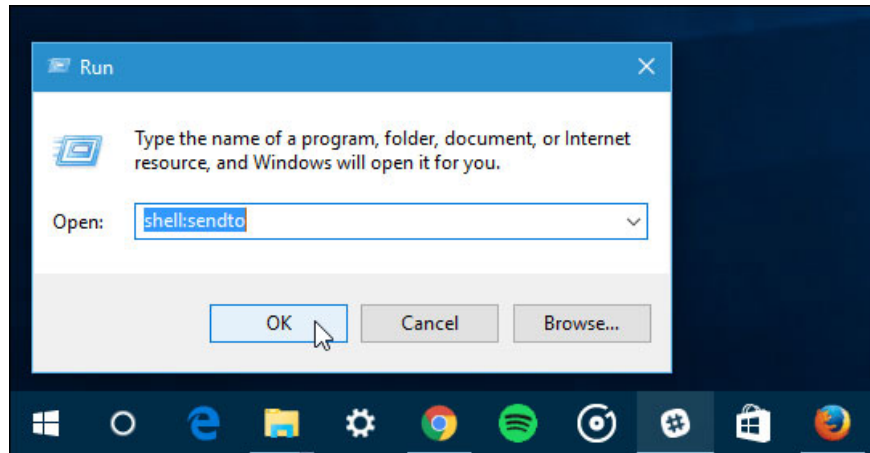 Run
Type the name of a program, folder, document, or Internet
resource, and Windows will open it for you.
Open: shell:sendto
OK Cancel Browse...